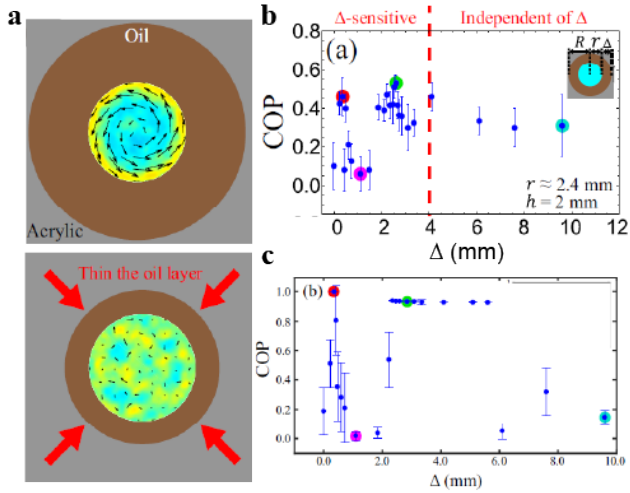 a
Oil
Acrylic
Thin the oil layer
b
Δ-sensitive
Independent of Δ
(a)
R r Δ
COP
0.8
0.6
0.4
0.2
0.0
r ≈ 2.4 mm
h = 2 mm
0 2 4 6 8 10 12
Δ (mm)
c
(b)
COP
1.0
0.8
0.6
0.4
0.2
0.0
0.0 2.0 4.0 6.0 8.0 10.0
Δ (mm)